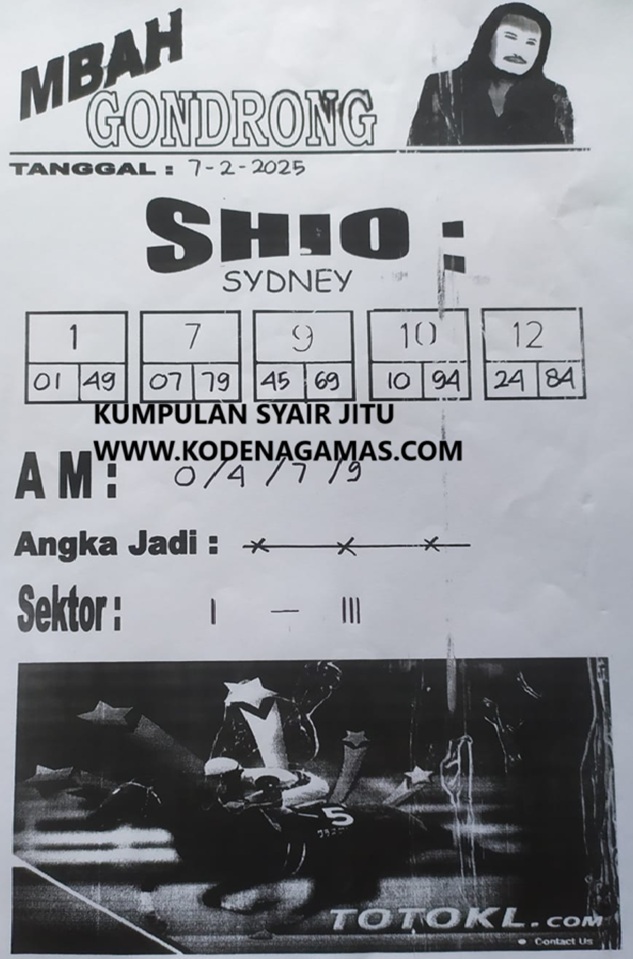 MBAH
GONDRONG
TANGGAL : 7-2-2025
SHIO :
SYDNEY
1 7 9 10 12
01 49 07 79 45 69 10 94 24 84
KUMPULAN SYAIR JITU
WWW.KODENAGAMAS.COM
AM : 0/4/7/9
Angka Jadi : x x x
Sektor : I — III
5
TOTOKL.COM
• Contact Us